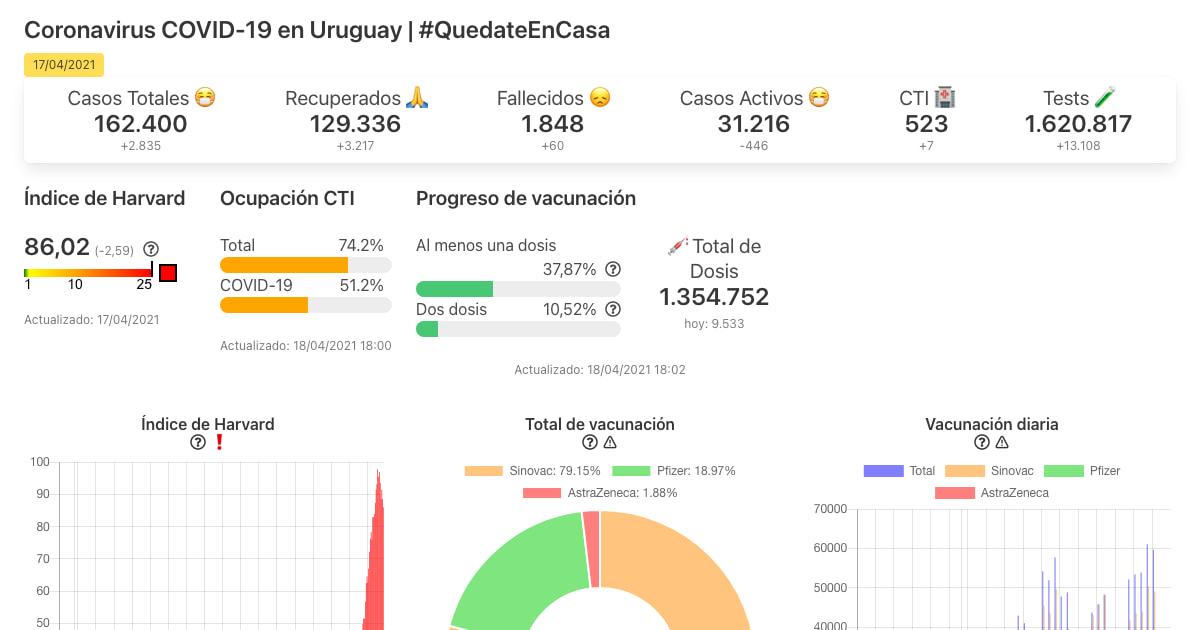 Coronavirus COVID-19 en Uruguay | #QuedateEnCasa
17/04/2021
Casos Totales 😷 Recuperados 🙏 Fallecidos 😞 Casos Activos 😷 CTI 🏥 Tests 🧪
162.400 129.336 1.848 31.216 523 1.620.817
+2.835 +3.217 +60 -446 +7 +13.108
Índice de Harvard
86,02 (-2,59) ?
1 10 25
Actualizado: 17/04/2021
Ocupación CTI
Total 74.2%
COVID-19 51.2%
Actualizado: 18/04/2021 18:00
Progreso de vacunación
Al menos una dosis
37,87% ?
Dos dosis 10,52% ?
💉 Total de
Dosis
1.354.752
hoy: 9.533
Actualizado: 18/04/2021 18:02
Índice de Harvard
? ❗
100
90
80
70
60
50
Total de vacunación
? ⚠
Sinovac: 79.15% Pfizer: 18.97%
AstraZeneca: 1.88%
Vacunación diaria
? ⚠
Total Sinovac Pfizer
AstraZeneca
70000
60000
50000
40000